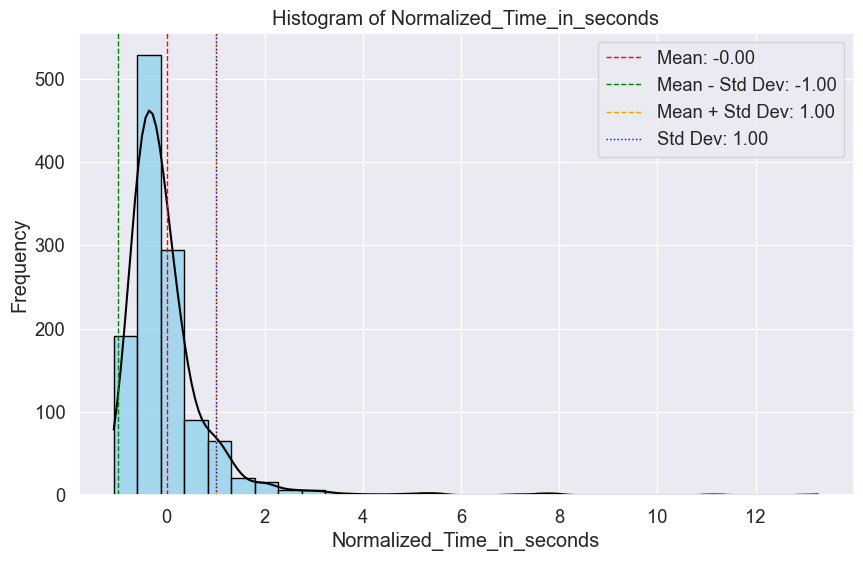 Histogram of Normalized_Time_in_seconds
Mean: -0.00
Mean - Std Dev: -1.00
Mean + Std Dev: 1.00
Std Dev: 1.00
Frequency
500
400
300
200
100
0
0 2 4 6 8 10 12
Normalized_Time_in_seconds